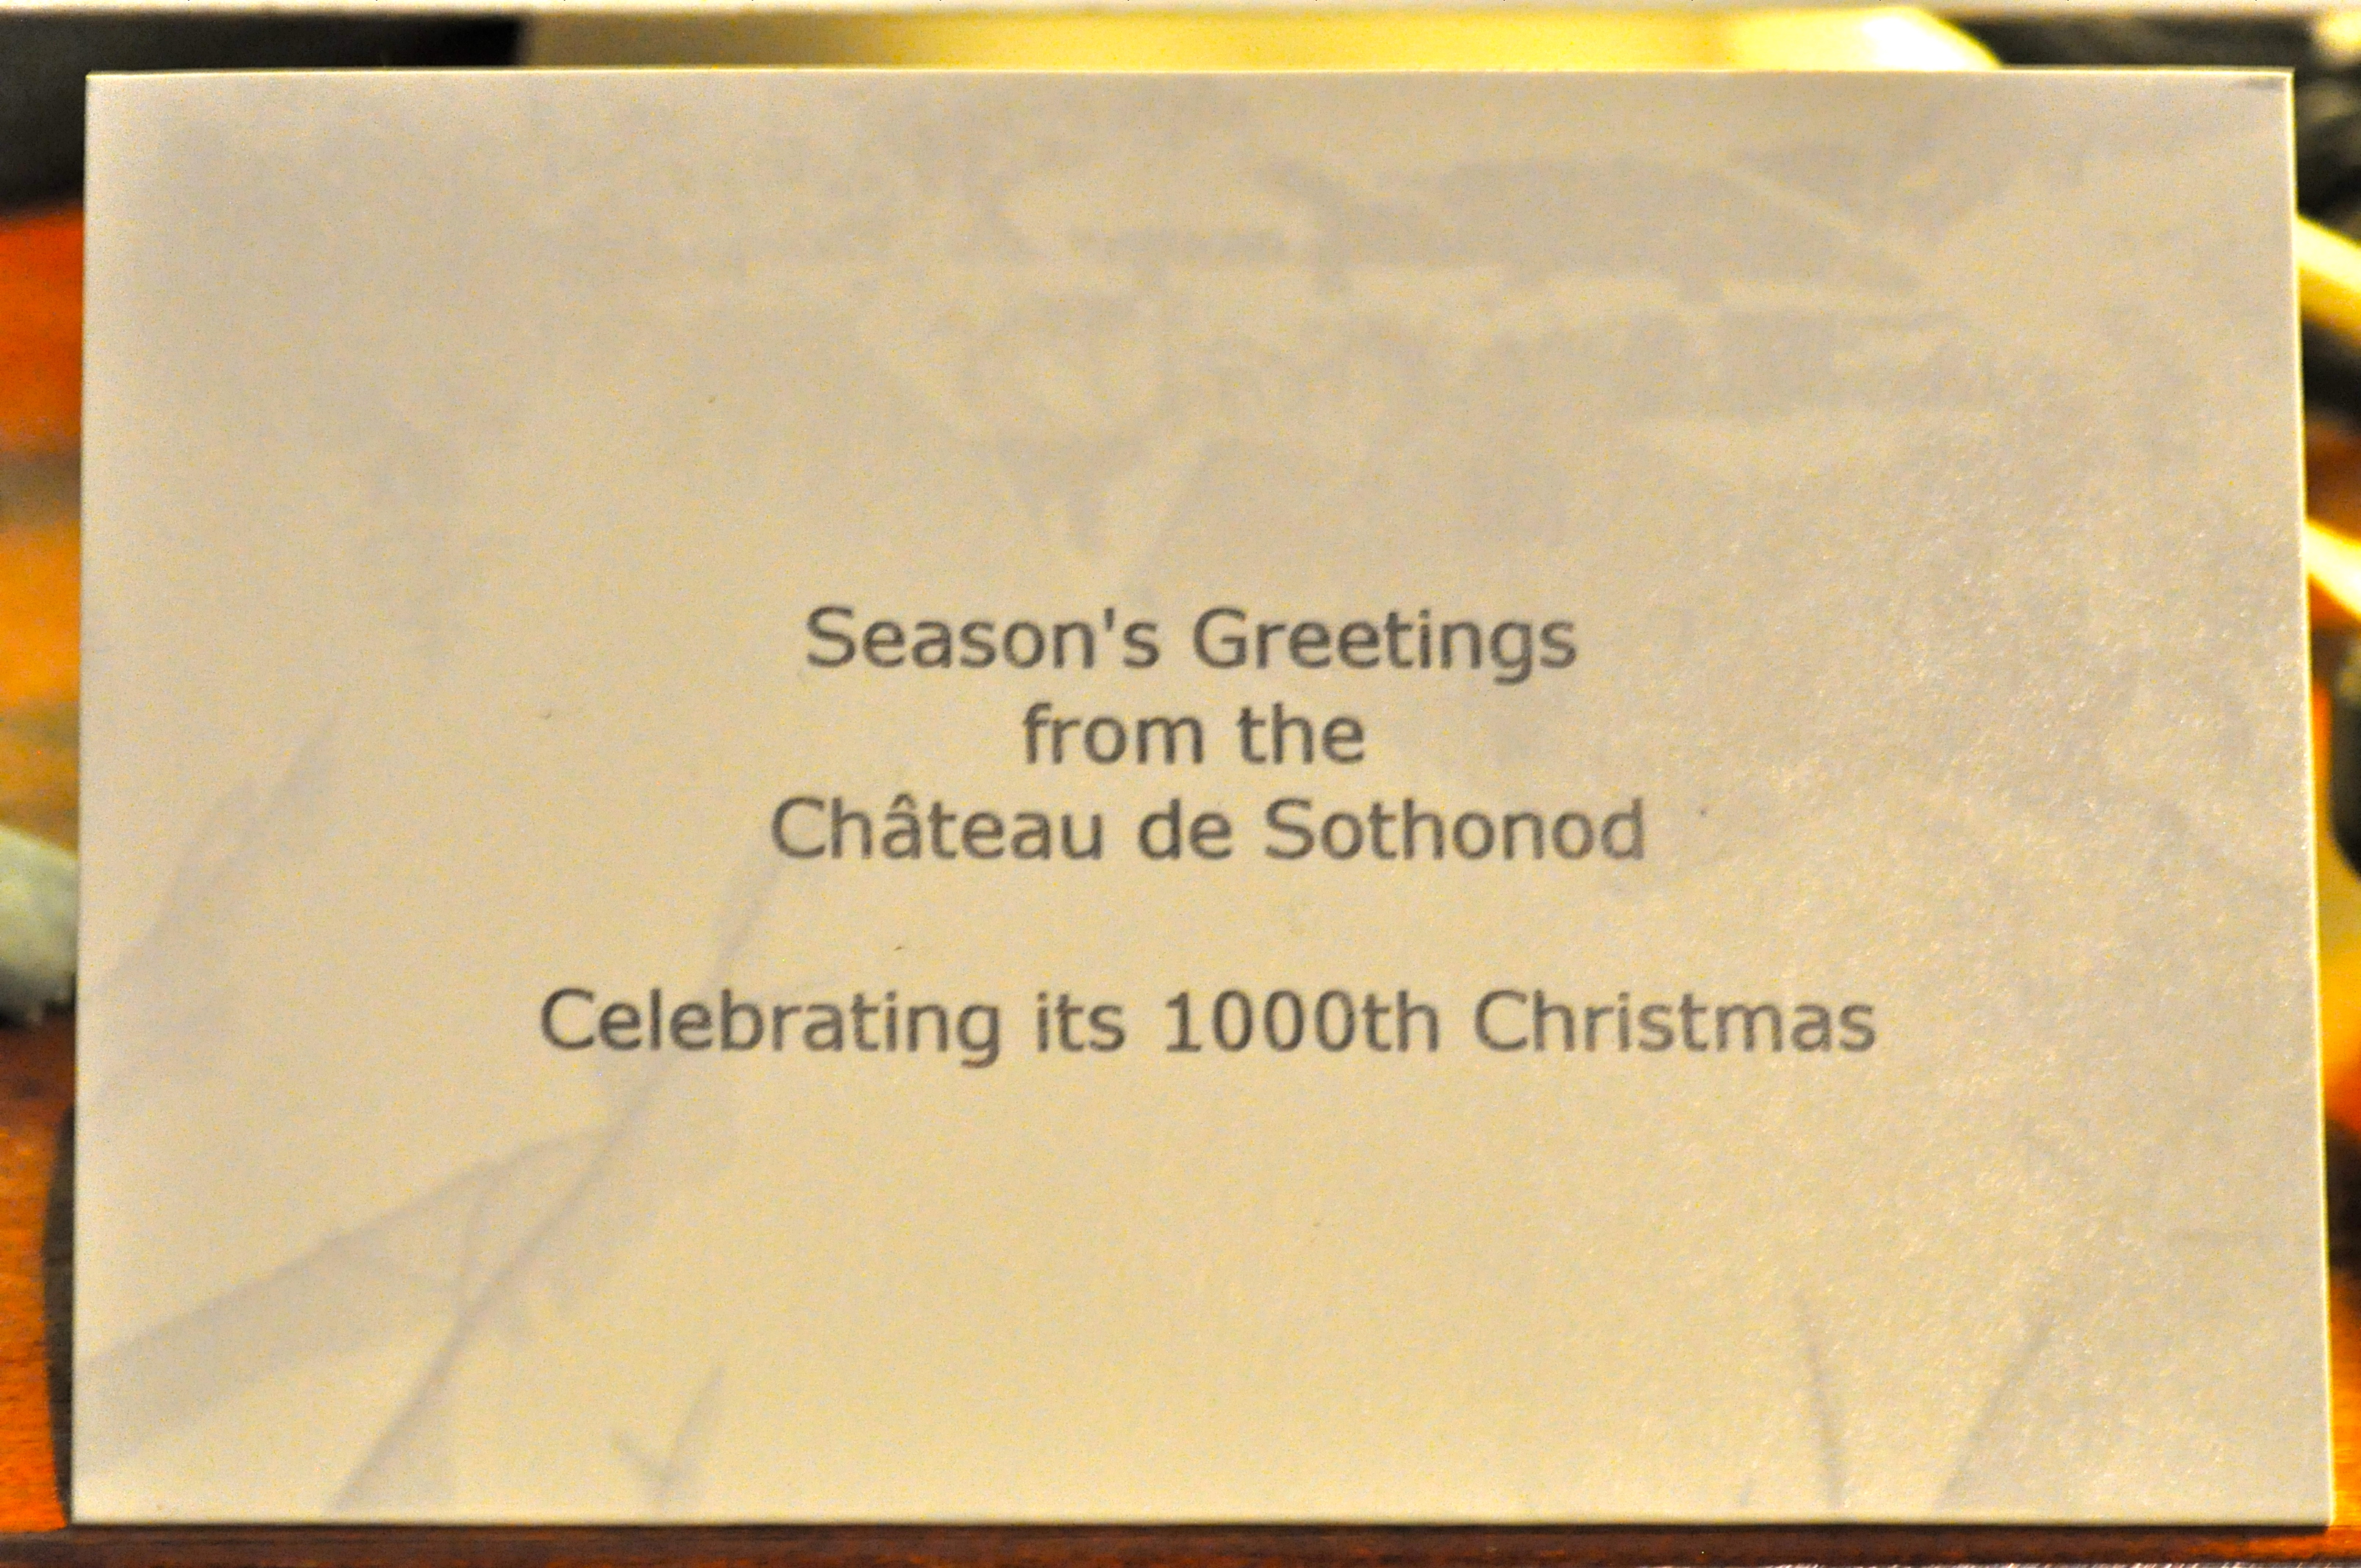 Season's Greetings
from the
Château de Sothonod
Celebrating its 1000th Christmas